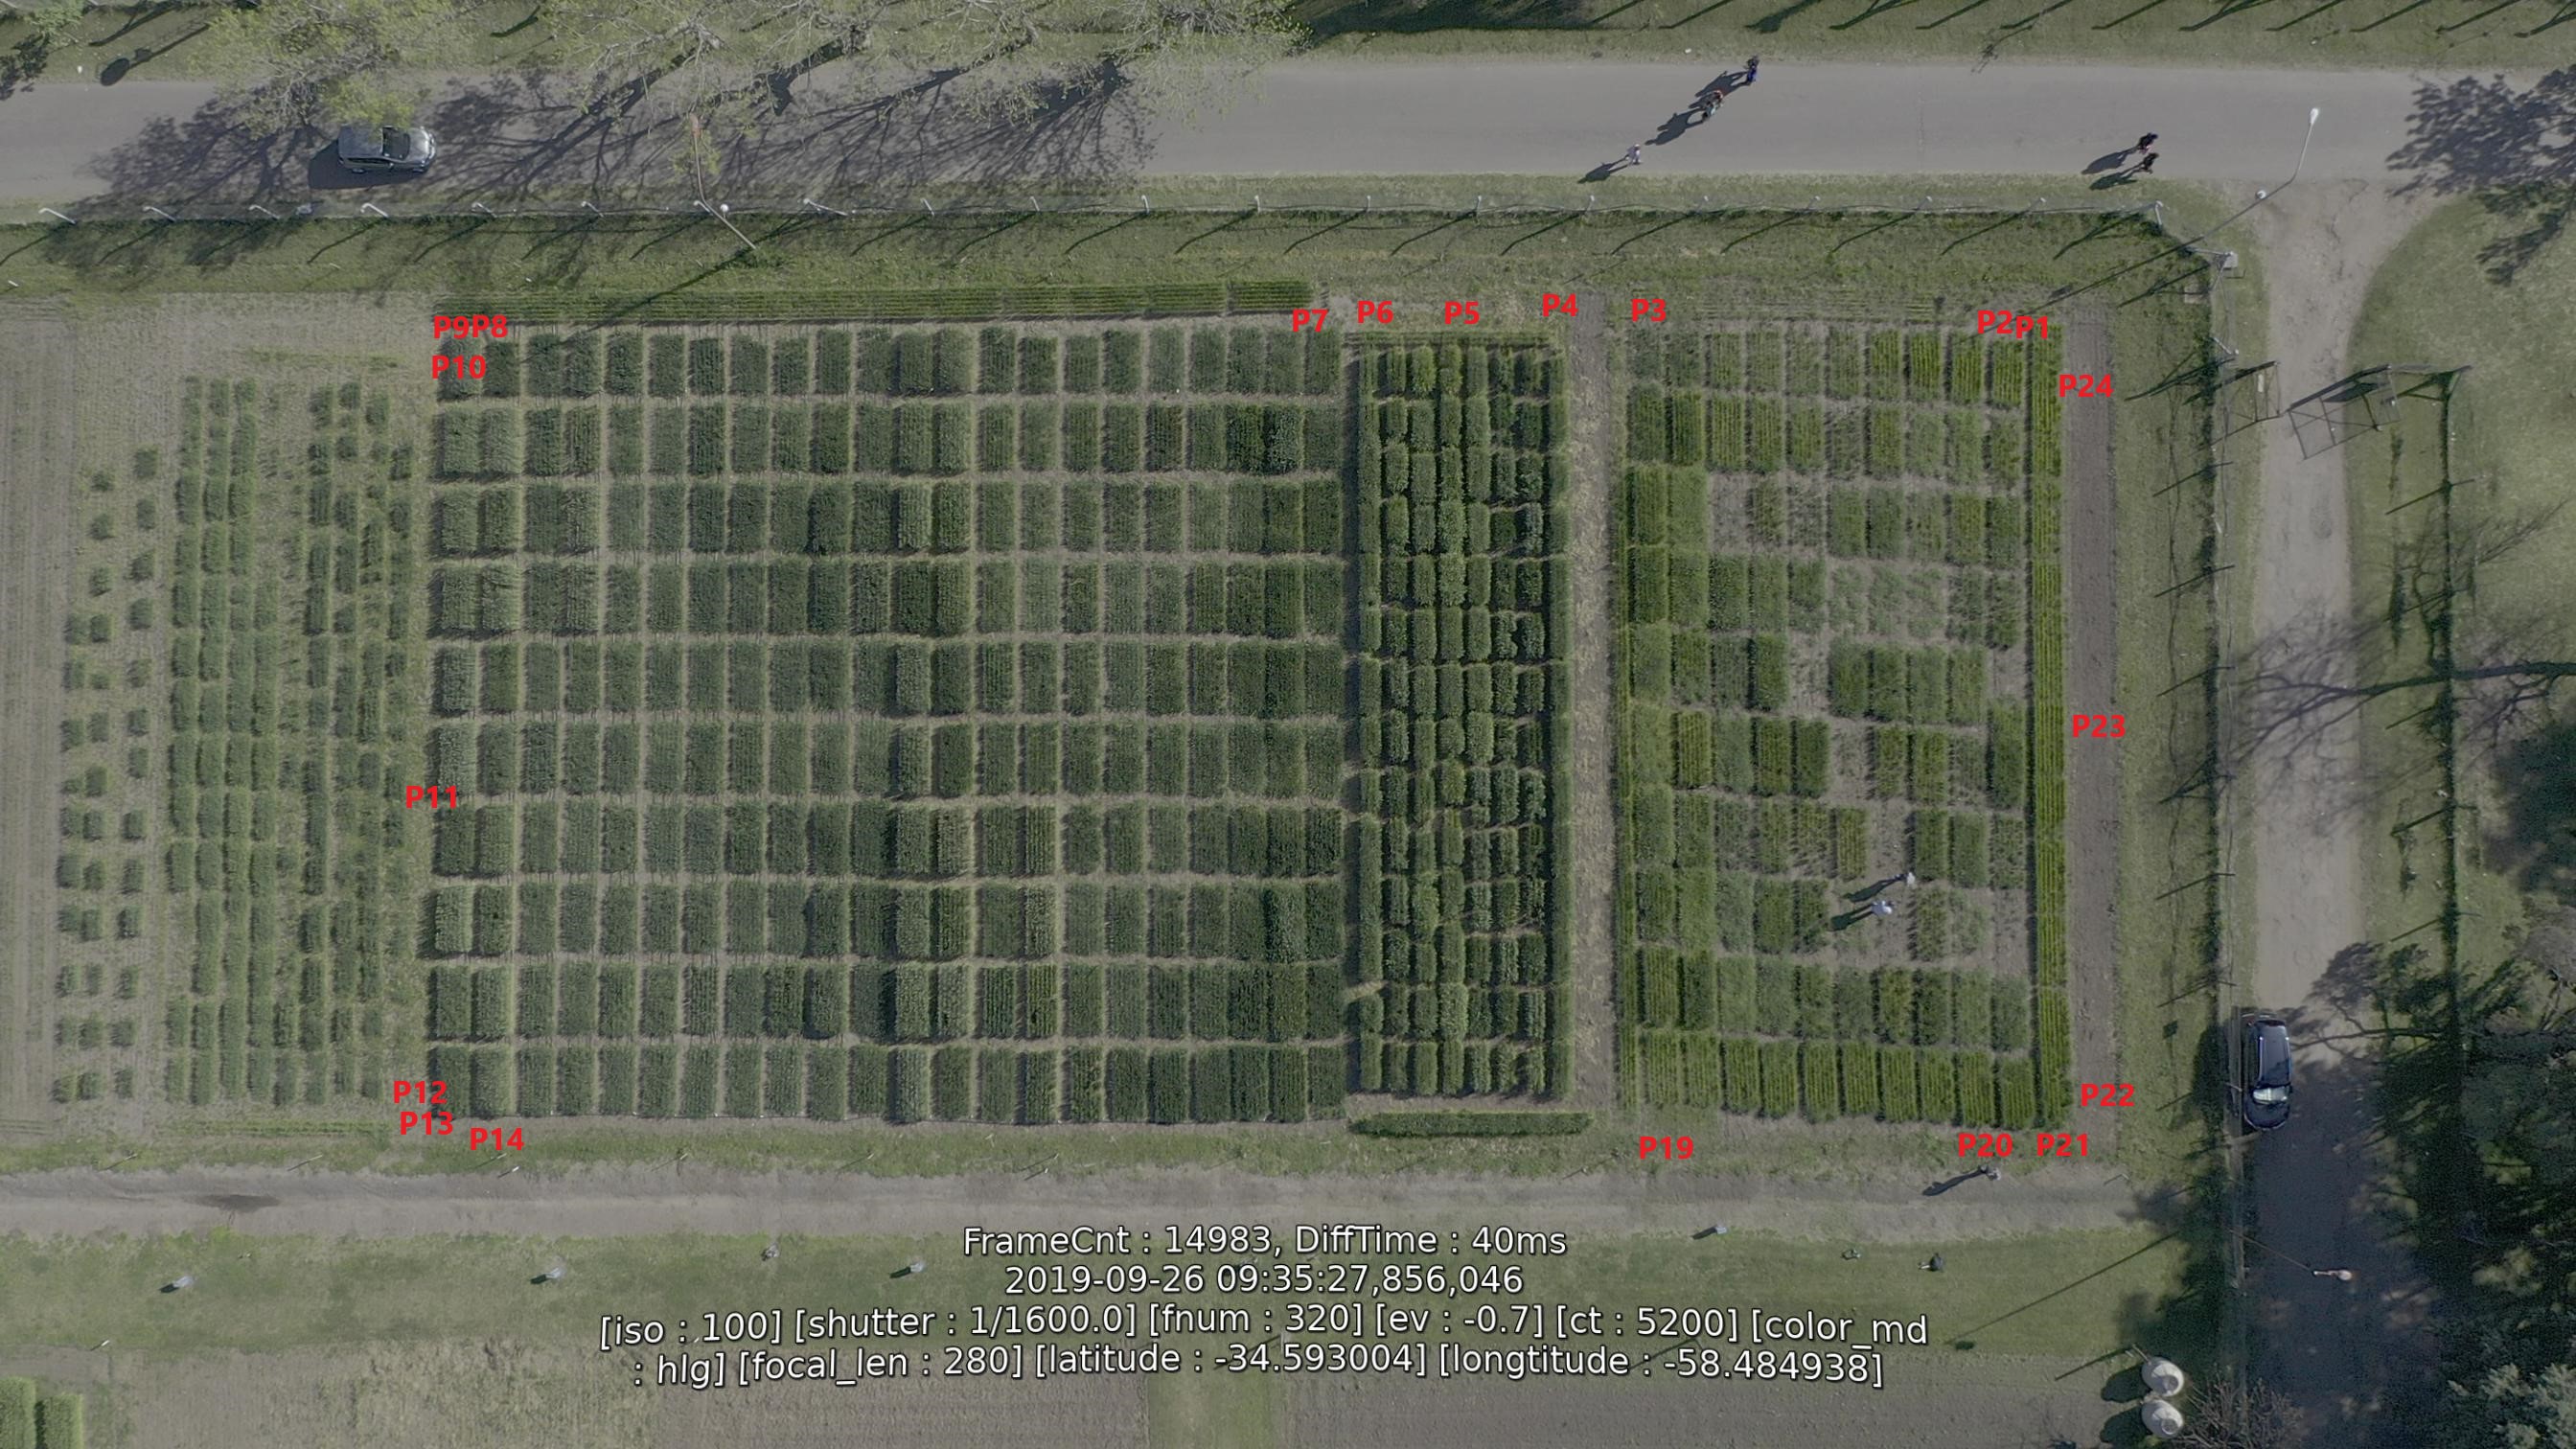 P9P8
P10
P7
P6
P5
P4
P3
P2
P1
P24
P23
P11
P12
P13
P14
P19
P20
P21
P22
FrameCnt : 14983, DiffTime : 40ms
2019-09-26 09:35:27,856,046
[iso : 100] [shutter : 1/1600.0] [fnum : 320] [ev : -0.7] [ct : 5200] [color_md
: hlg] [focal_len : 280] [latitude : -34.593004] [longtitude : -58.484938]